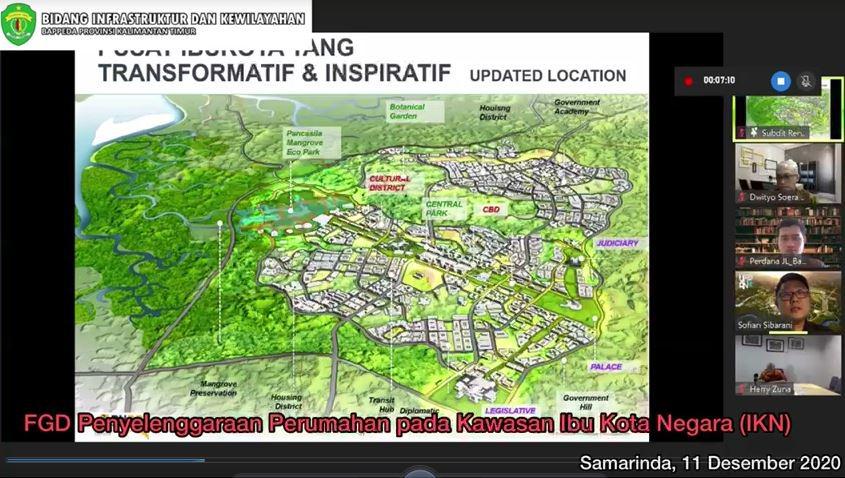 BIDANG INFRASTRUKTUR DAN KEWILAYAHAN
BAPPEDA PROVINSI KALIMANTAN TIMUR
PUSAT IBUKOTA YANG
TRANSFORMATIF & INSPIRATIF UPDATED LOCATION
00:07:10
Botanical
Garden
Houisng
District
Government
Academy
Pancasila
Mangrove
Eco Park
CULTURAL
DISTRICT
CENTRAL
PARK
CBD
JUDICIARY
PALACE
Mangrove
Preservation
Housing
District
Transit
Hub
Diplomatic
LEGISLATIVE
Government
Hill
Subdit Ren...
Dwityo Soera...
Perdana JL_Ba...
Sofian Sibarani
Herry Zuna
FGD Penyelenggaraan Perumahan pada Kawasan Ibu Kota Negara (IKN)
Samarinda, 11 Desember 2020